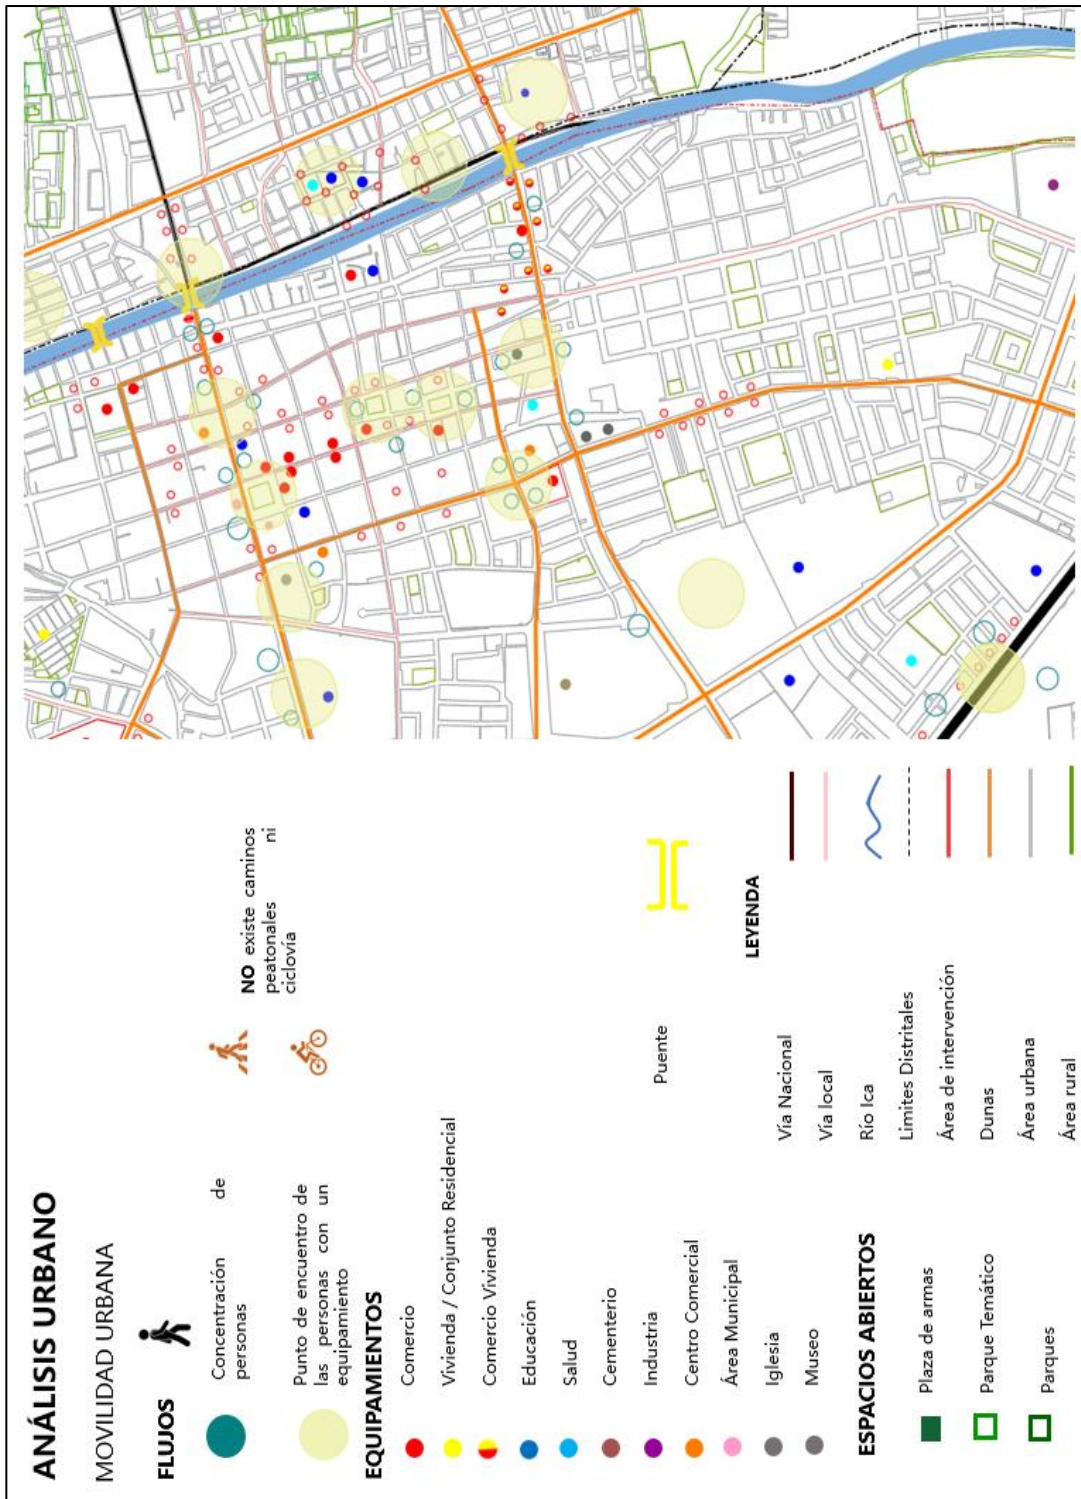 ANÁLISIS URBANO
MOVILIDAD URBANA
FLUJOS
Concentración de
personas
Punto de encuentro de
las personas con un
equipamiento
NO existe caminos
peatonales ni
ciclovía
EQUIPAMIENTOS
Comercio
Vivienda / Conjunto Residencial
Comercio Vivienda
Educación
Salud
Cementerio
Industria
Centro Comercial
Área Municipal
Iglesia
Museo
Puente
ESPACIOS ABIERTOS
Plaza de armas
Parque Temático
Parques
LEYENDA
Vía Nacional
Vía local
Río Ica
Limites Distritales
Área de intervención
Dunas
Área urbana
Área rural